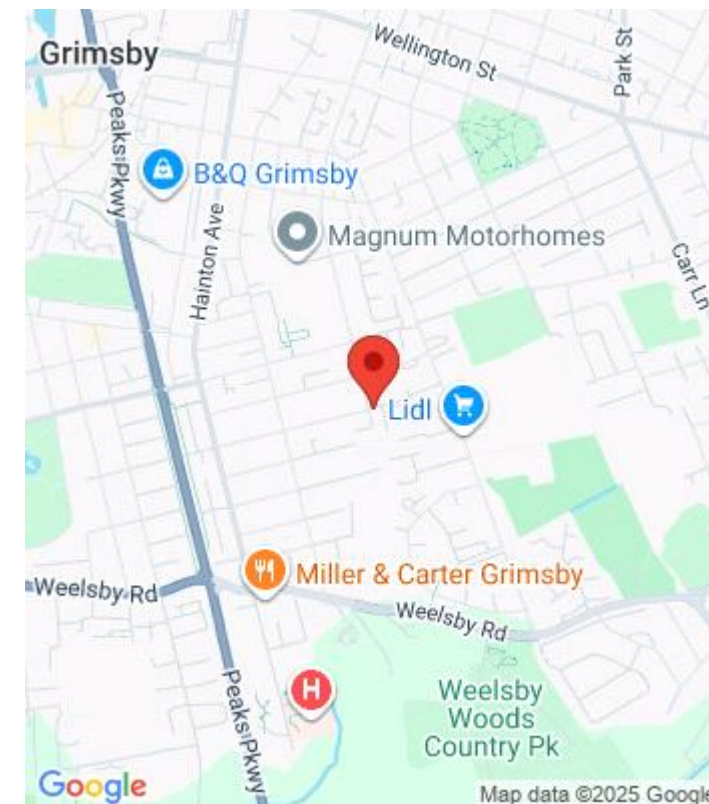 Grimsby
Wellington St
Park St
Peaks Pkwy
B&Q Grimsby
Hainton Ave
Magnum Motorhomes
Carr Ln
Lidl
Miller & Carter Grimsby
Weelsby Rd
Weelsby Rd
H
Peaks Pkwy
Weelsby
Woods
Country Pk
Google
Map data ©2025 Google